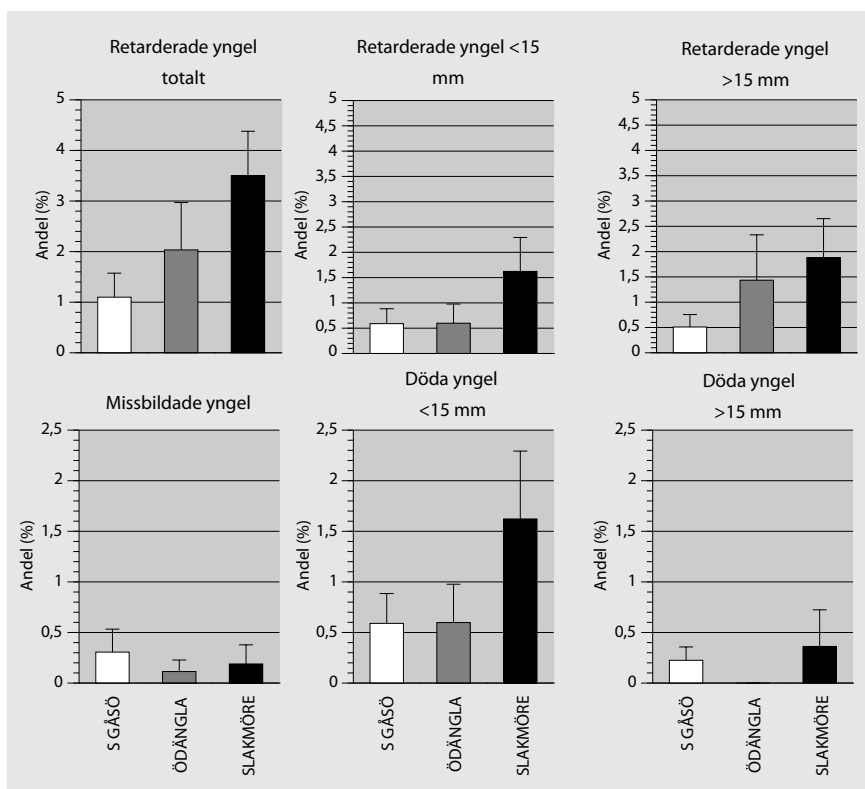 Retarderade yngel
totalt
Andel (%)
5
4
3
2
1
0
Retarderade yngel <15
mm
Andel (%)
5
4,5
4
3,5
3
2,5
2
1,5
1
0,5
0
Retarderade yngel
>15 mm
Andel (%)
5
4,5
4
3,5
3
2,5
2
1,5
1
0,5
0
Missbildade yngel
Andel (%)
2,5
2
1,5
1
0,5
0
S GÅSÖ
ÖDÄNGLA
SLAKMÖRE
Döda yngel
<15 mm
Andel (%)
2,5
2
1,5
1
0,5
0
S GÅSÖ
ÖDÄNGLA
SLAKMÖRE
Döda yngel
>15 mm
Andel (%)
2,5
2
1,5
1
0,5
0
S GÅSÖ
ÖDÄNGLA
SLAKMÖRE